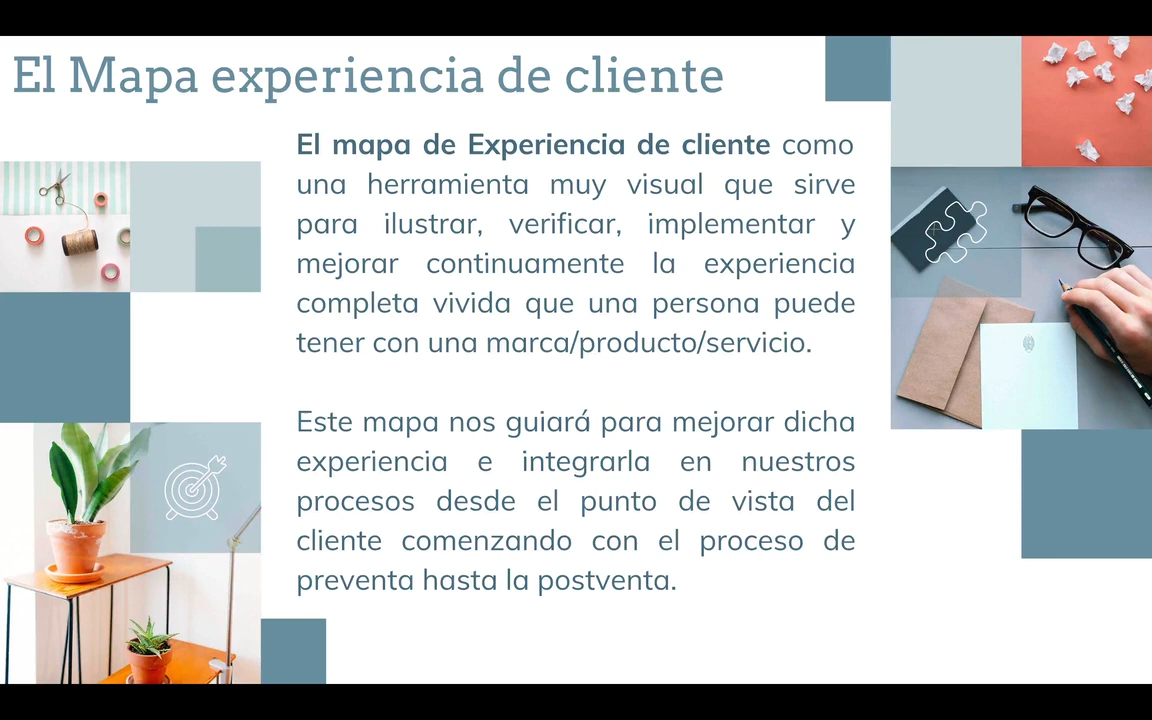 El Mapa experiencia de cliente
El mapa de Experiencia de cliente como
una herramienta muy visual que sirve
para ilustrar, verificar, implementar y
mejorar continuamente la experiencia
completa vivida que una persona puede
tener con una marca/producto/servicio.
Este mapa nos guiará para mejorar dicha
experiencia e integrarla en nuestros
procesos desde el punto de vista del
cliente comenzando con el proceso de
preventa hasta la postventa.